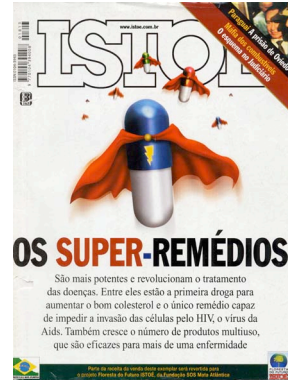 www.istoe.com.br
Paraguai A prisão de Oviedo
Máfia dos combustíveis
O esquema no Judiciário
ISTOÉ
OS SUPER-REMÉDIOS
São mais potentes e revolucionam o tratamento
das doenças. Entre eles estão a primeira droga para
aumentar o bom colesterol e o único remédio capaz
de impedir a invasão das células pelo HIV, o vírus da
Aids. Também cresce o número de produtos multiuso,
que são eficazes para mais de uma enfermidade
Parte da receita da venda deste exemplar será revertida para
o projeto Floresta do Futuro ISTOÉ, da Fundação SOS Mata Atlântica